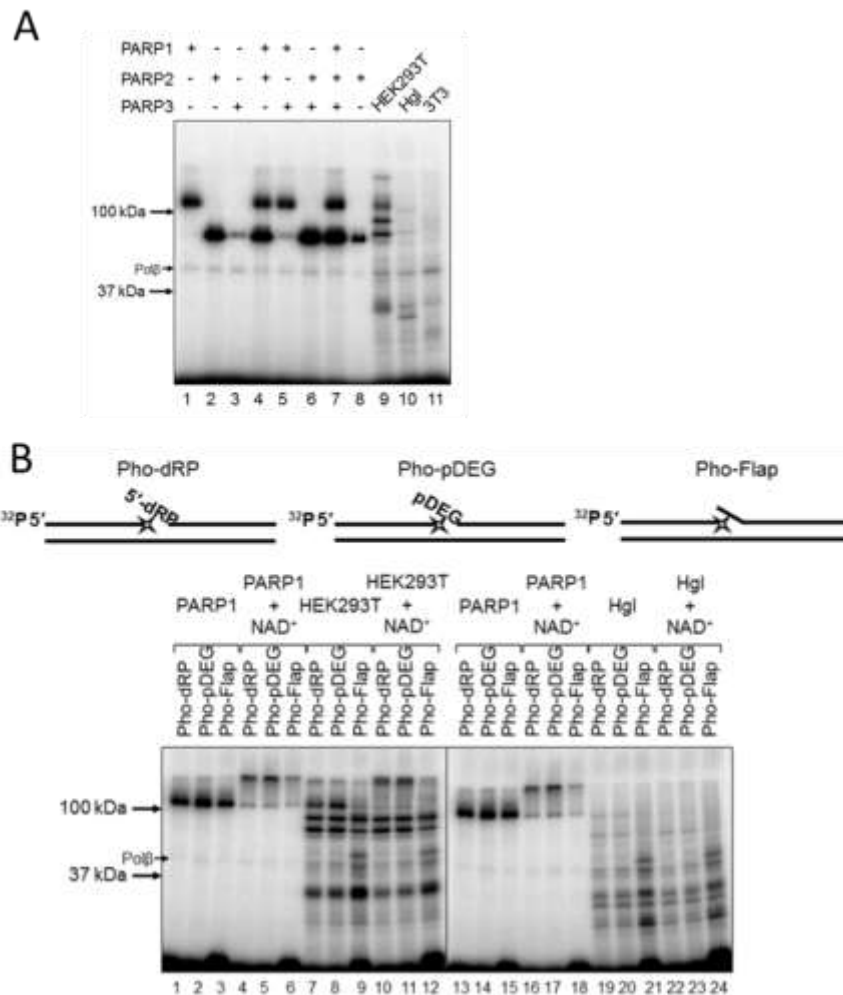 A
PARP1 + - - + + - + -
PARP2 - + - + - + + +
PARP3 - - + - + + + -
HEK293T
Hgl
3T3
100 kDa
Polβ
37 kDa
1 2 3 4 5 6 7 8 9 10 11
B
Pho-dRP Pho-pDEG Pho-Flap
5'-dRP pDEG
³²P 5' ³²P 5' ³²P 5'
PARP1 PARP1 + NAD⁺ HEK293T HEK293T + NAD⁺ PARP1 PARP1 + NAD⁺ Hgl Hgl + NAD⁺
Pho-dRP Pho-pDEG Pho-Flap Pho-dRP Pho-pDEG Pho-Flap Pho-dRP Pho-pDEG Pho-Flap Pho-dRP Pho-pDEG Pho-Flap Pho-dRP Pho-pDEG Pho-Flap Pho-dRP Pho-pDEG Pho-Flap Pho-dRP Pho-pDEG Pho-Flap Pho-dRP Pho-pDEG Pho-Flap
100 kDa
Polβ
37 kDa
1 2 3 4 5 6 7 8 9 10 11 12 13 14 15 16 17 18 19 20 21 22 23 24